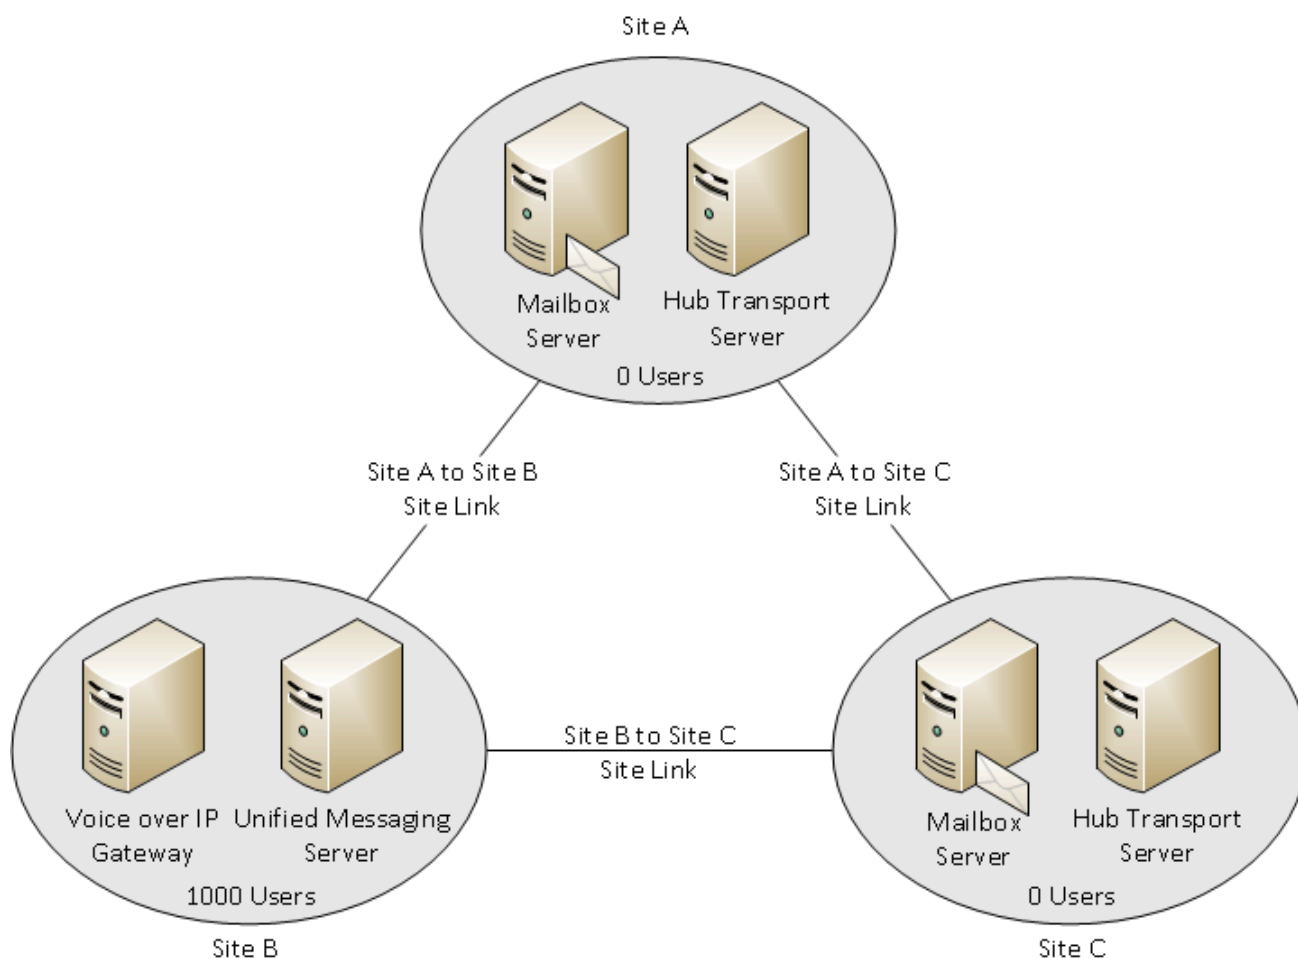 Site A
Mailbox
Server
Hub Transport
Server
0 Users
Site A to Site B
Site Link
Site A to Site C
Site Link
Voice over IP
Gateway
Unified Messaging
Server
1000 Users
Site B
Site B to Site C
Site Link
Mailbox
Server
Hub Transport
Server
0 Users
Site C